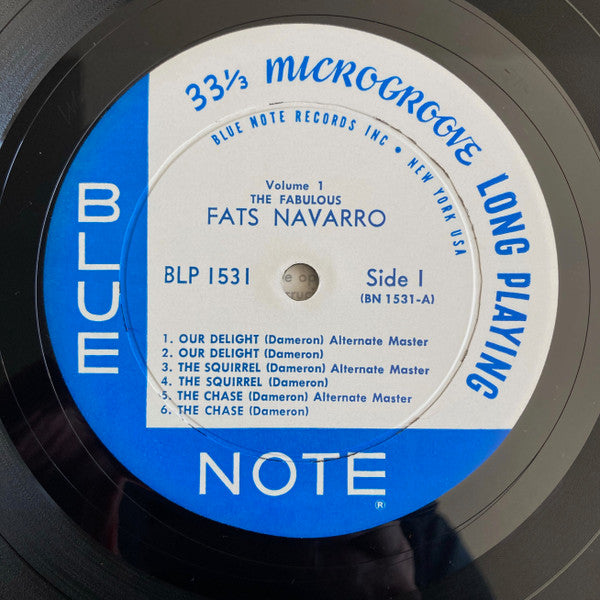 33⅓ MICROGROOVE LONG PLAYING
BLUE NOTE RECORDS INC • NEW YORK USA
Volume 1
THE FABULOUS
FATS NAVARRO
BLP 1531
Side 1
(BN 1531-A)
1. OUR DELIGHT (Dameron) Alternate Master
2. OUR DELIGHT (Dameron)
3. THE SQUIRREL (Dameron) Alternate Master
4. THE SQUIRREL (Dameron)
5. THE CHASE (Dameron) Alternate Master
6. THE CHASE (Dameron)
BLUE
NOTE
®